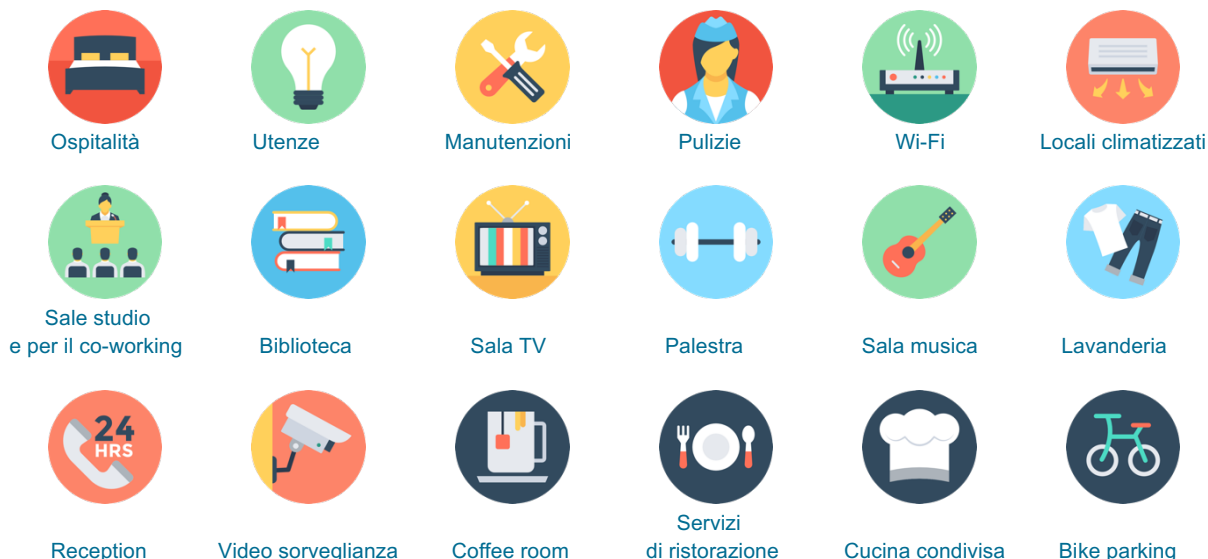 Ospitalità
Utenze
Manutenzioni
Pulizie
Wi-Fi
Locali climatizzati
Sale studio
e per il co-working
Biblioteca
Sala TV
Palestra
Sala musica
Lavanderia
24
HRS
Reception
Video sorveglianza
Coffee room
Servizi
di ristorazione
Cucina condivisa
Bike parking